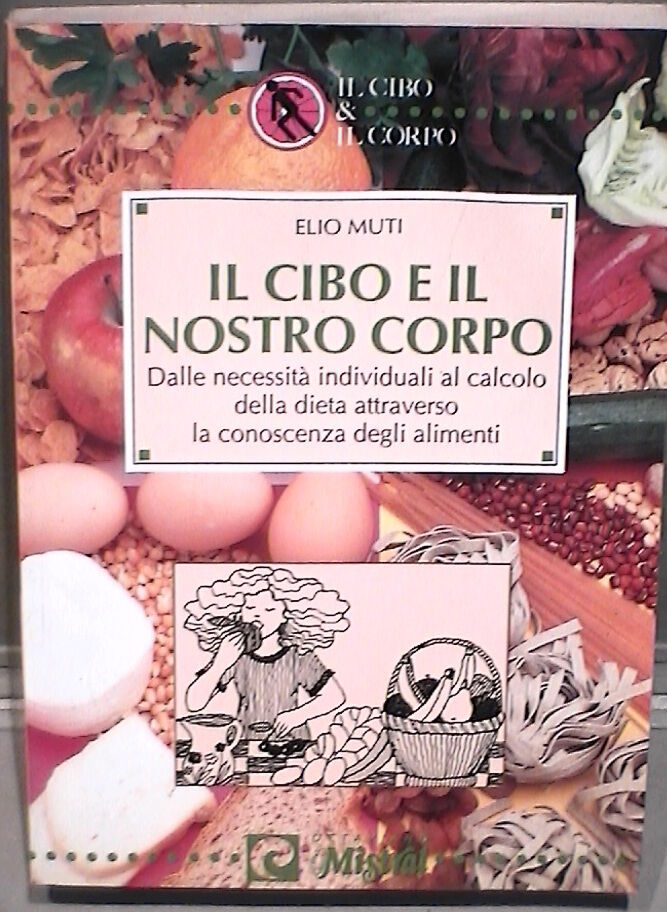 IL CIBO
&
IL CORPO
ELIO MUTI
IL CIBO E IL
NOSTRO CORPO
Dalle necessità individuali al calcolo
della dieta attraverso
la conoscenza degli alimenti
Mistral